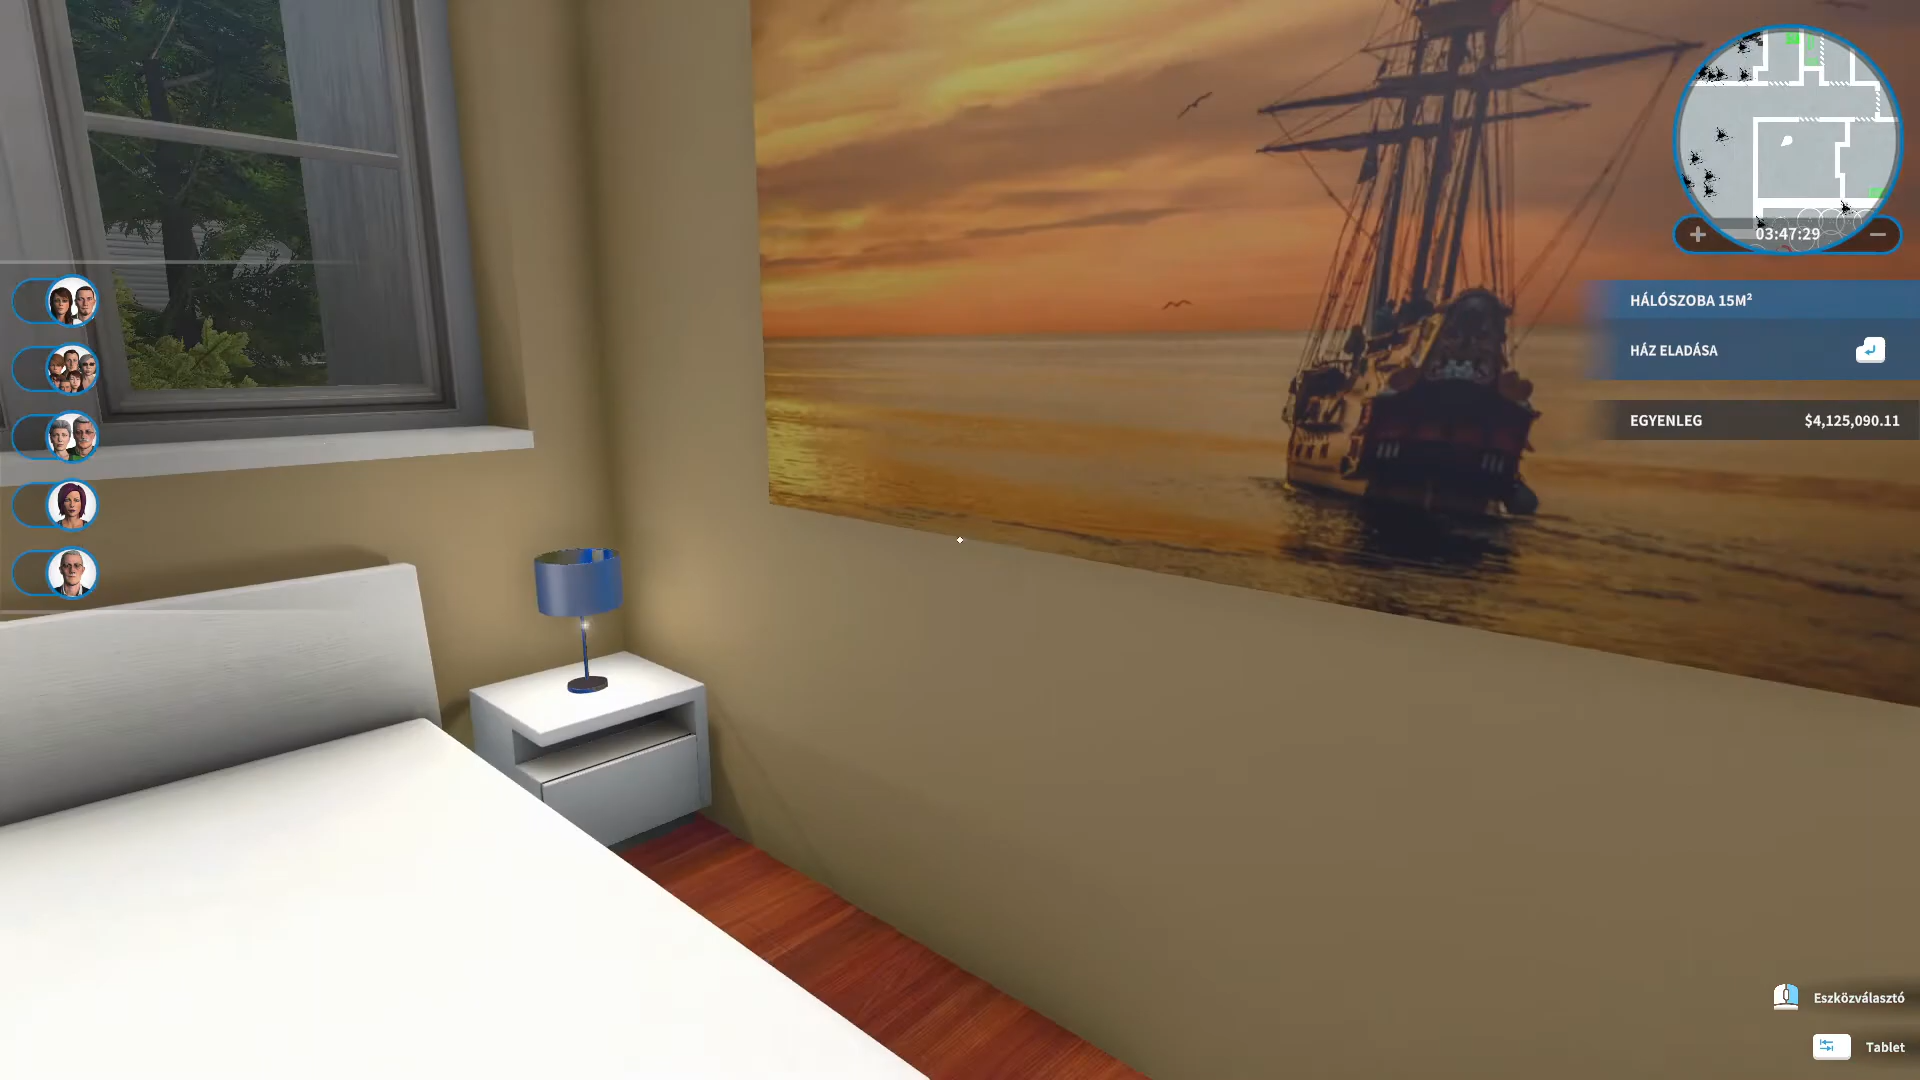 03:47:29
HÁLÓSZOBA 15M²
HÁZ ELADÁSA
EGYENLEG $4,125,090.11
Eszközválasztó
Tablet